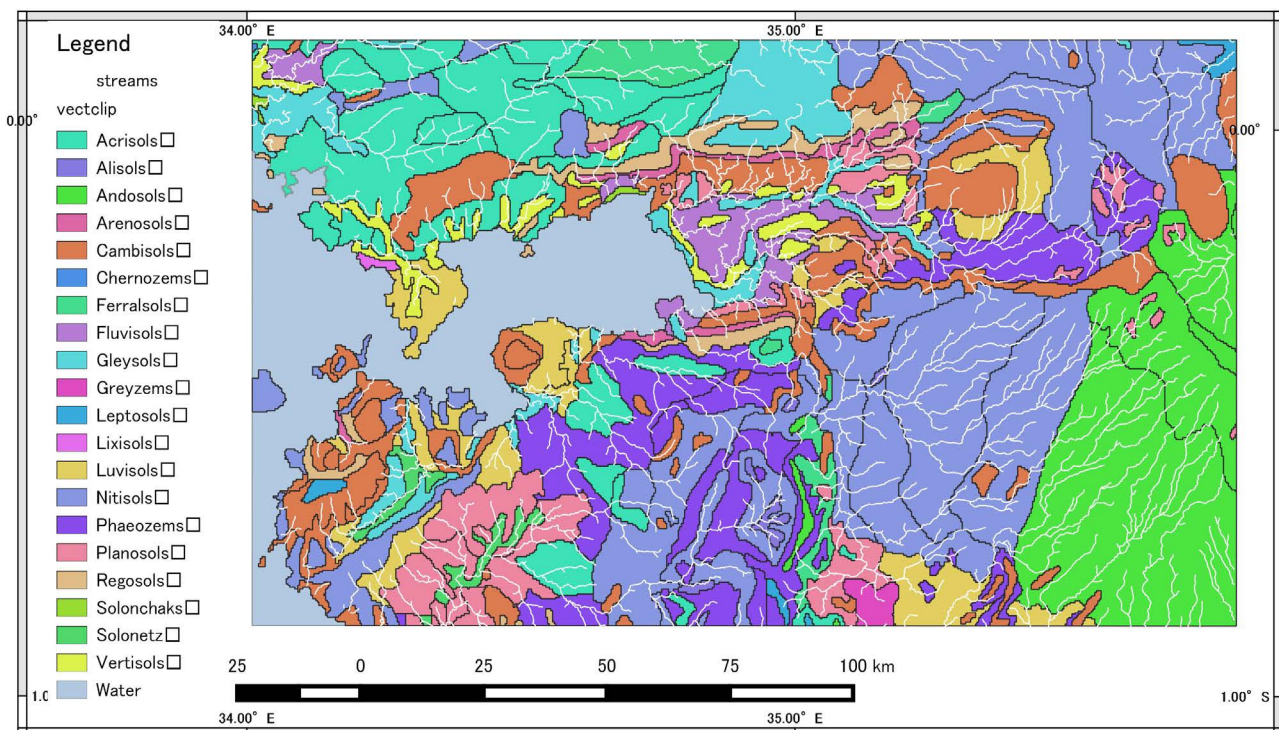 34.00° E 35.00° E
Legend
streams
vectclip
0.00° 0.00°
Acrisols□
Alisols□
Andosols□
Arenosols□
Cambisols□
Chernozems□
Ferralsols□
Fluvisols□
Gleysols□
Greyzems□
Leptosols□
Lixisols□
Luvisols□
Nitisols□
Phaeozems□
Planosols□
Regosols□
Solonchaks□
Solonetz□
Vertisols□
Water
25 0 25 50 75 100 km
1.00° S
34.00° E 35.00° E